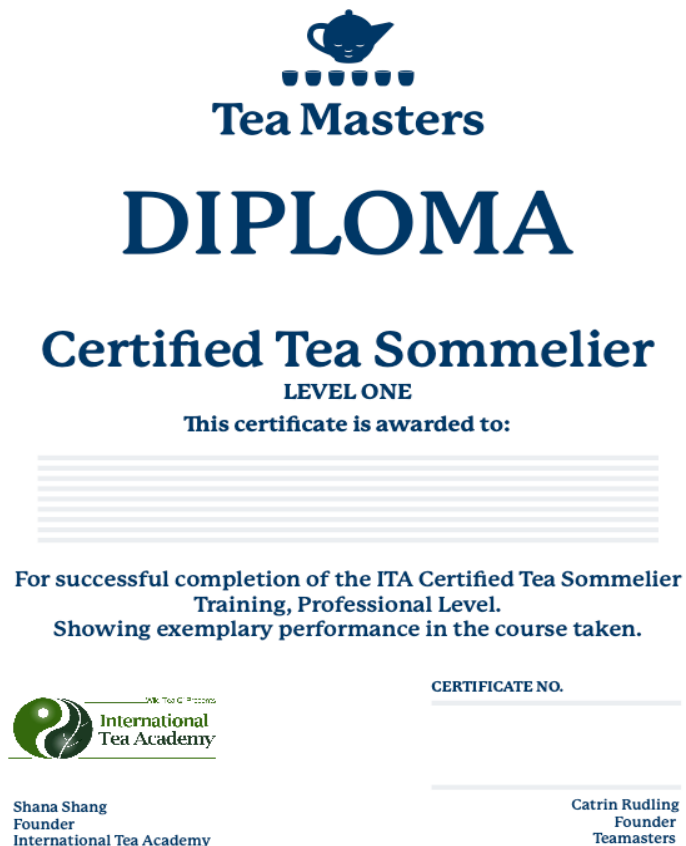 Tea Masters
DIPLOMA
Certified Tea Sommelier
LEVEL ONE
This certificate is awarded to:
For successful completion of the ITA Certified Tea Sommelier
Training, Professional Level.
Showing exemplary performance in the course taken.
CERTIFICATE NO.
Presents
International
Tea Academy
Shana Shang
Founder
International Tea Academy
Catrin Rudling
Founder
Teamasters